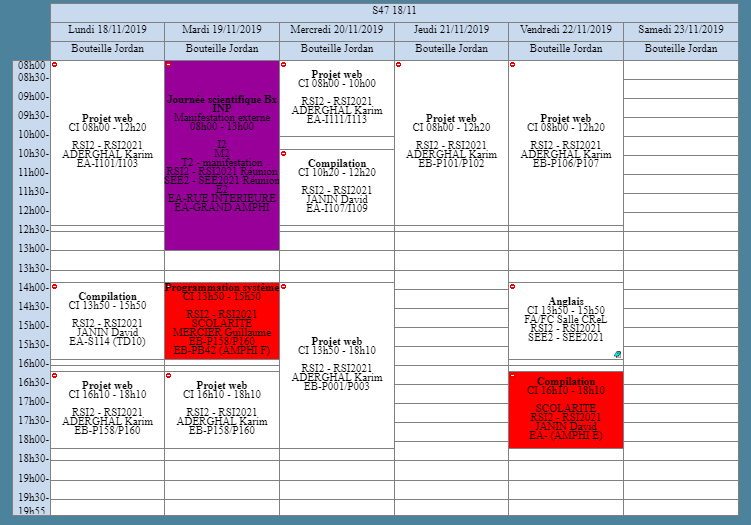 S47 18/11
Lundi 18/11/2019
Mardi 19/11/2019
Mercredi 20/11/2019
Jeudi 21/11/2019
Vendredi 22/11/2019
Samedi 23/11/2019
Bouteille Jordan
Bouteille Jordan
Bouteille Jordan
Bouteille Jordan
Bouteille Jordan
Bouteille Jordan
08h00
08h30-
09h00-
09h30-
10h00-
10h30-
11h00-
11h30-
12h00-
12h30-
13h00-
13h30-
14h00-
14h30-
15h00-
15h30-
16h00-
16h30-
17h00-
17h30-
18h00-
18h30-
19h00-
19h30-
19h55
Projet web
CI 08h00 - 12h20
RSI2 - RSI2021
ADERGHAL Karim
EA-I101/I103
Compilation
CI 13h50 - 15h50
RSI2 - RSI2021
JANIN David
EA-S114 (TD10)
Projet web
CI 16h10 - 18h10
RSI2 - RSI2021
ADERGHAL Karim
EB-P158/P160
Journée scientifique Bx
INP
Manifestation externe
08h00 - 13h00
I2
M2
T2 - manifestation
RSI2 - RSI2021 Reunion
SEE2 - SEE2021 Reunion
E2
EA-RUE INTERIEURE
EA-GRAND AMPHI
Programmation système
CI 13h50 - 15h50
RSI2 - RSI2021
SCOLARITE
MERCIER Guillaume
EB-P158/P160
EB-PB42 (AMPHI F)
Projet web
CI 16h10 - 18h10
RSI2 - RSI2021
ADERGHAL Karim
EB-P158/P160
Projet web
CI 08h00 - 10h00
RSI2 - RSI2021
ADERGHAL Karim
EA-I111/I113
Compilation
CI 10h20 - 12h20
RSI2 - RSI2021
JANIN David
EA-I107/I109
Projet web
CI 13h50 - 18h10
RSI2 - RSI2021
ADERGHAL Karim
EB-P001/P003
Projet web
CI 08h00 - 12h20
RSI2 - RSI2021
ADERGHAL Karim
EB-P101/P102
Projet web
CI 08h00 - 12h20
RSI2 - RSI2021
ADERGHAL Karim
EB-P106/P107
Anglais
CI 13h50 - 15h50
FA/FC Salle CReL
RSI2 - RSI2021
SEE2 - SEE2021
Compilation
CI 16h10 - 18h10
SCOLARITE
RSI2 - RSI2021
JANIN David
EA- (AMPHI E)